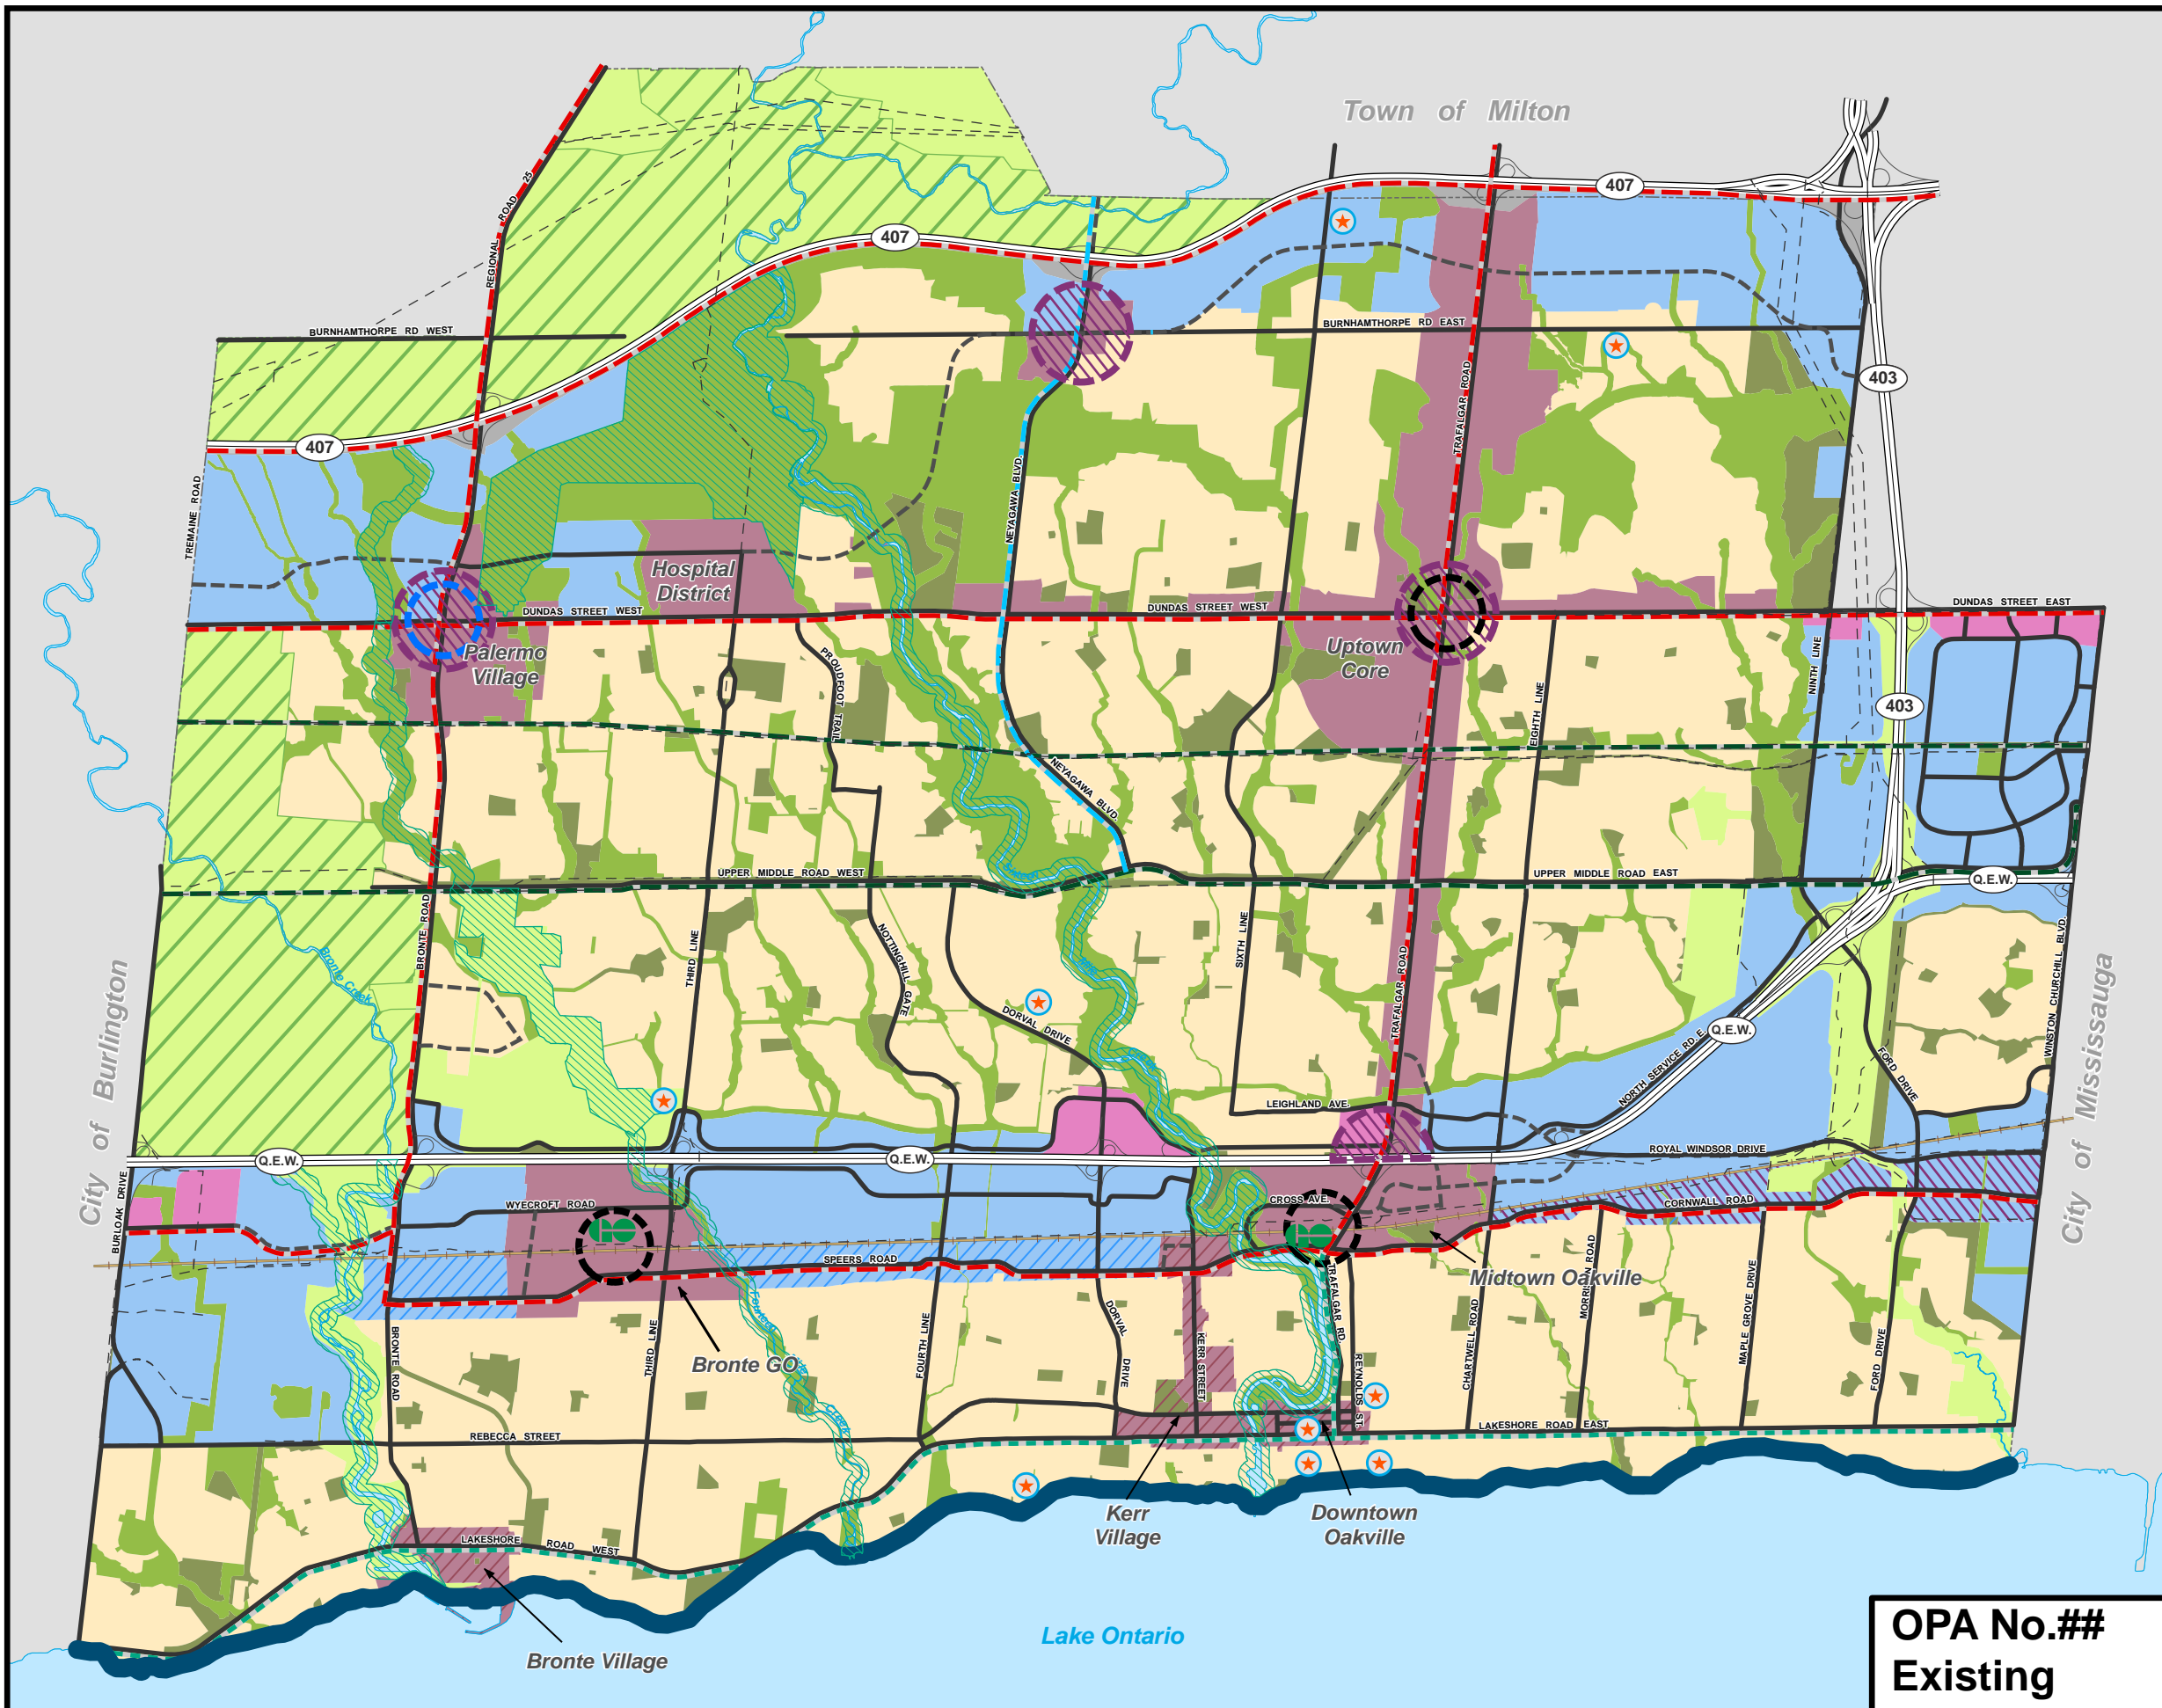 Town of Milton
407
407
407
403
403
REGIONAL ROAD 25
BURNHAMTHORPE RD WEST
BURNHAMTHORPE RD EAST
TREMAINE ROAD
NEYAGAWA BLVD.
TRAFALGAR ROAD
Hospital
District
DUNDAS STREET WEST
DUNDAS STREET WEST
DUNDAS STREET EAST
Palermo
Village
PROUDFOOT TRAIL
Uptown
Core
EIGHTH LINE
NINTH LINE
NEYAGAWA BLVD.
UPPER MIDDLE ROAD WEST
UPPER MIDDLE ROAD EAST
Q.E.W.
BRONTE ROAD
Bronte Creek
THIRD LINE
NOTTINGHILL GATE
DORVAL DRIVE
SIXTH LINE
TRAFALGAR ROAD
Q.E.W.
NORTH SERVICE RD. E.
FORD DRIVE
WINSTON CHURCHILL BLVD.
City of Burlington
City of Mississauga
Creek
LEIGHLAND AVE.
Q.E.W.
Q.E.W.
ROYAL WINDSOR DRIVE
BURLOAK DRIVE
WYECROFT ROAD
CROSS AVE.
CORNWALL ROAD
SPEERS ROAD
Midtown Oakville
Bronte GO
BRONTE ROAD
THIRD LINE
FOURTH LINE
DORVAL DRIVE
KERR STREET
TRAFALGAR RD.
REYNOLDS ST.
CHARTWELL ROAD
MORRISON ROAD
MAPLE GROVE DRIVE
FORD DRIVE
Fourteen
Creek
REBECCA STREET
LAKESHORE ROAD EAST
Kerr
Village
Downtown
Oakville
LAKESHORE ROAD WEST
Bronte Village
Lake Ontario
OPA No.##
Existing